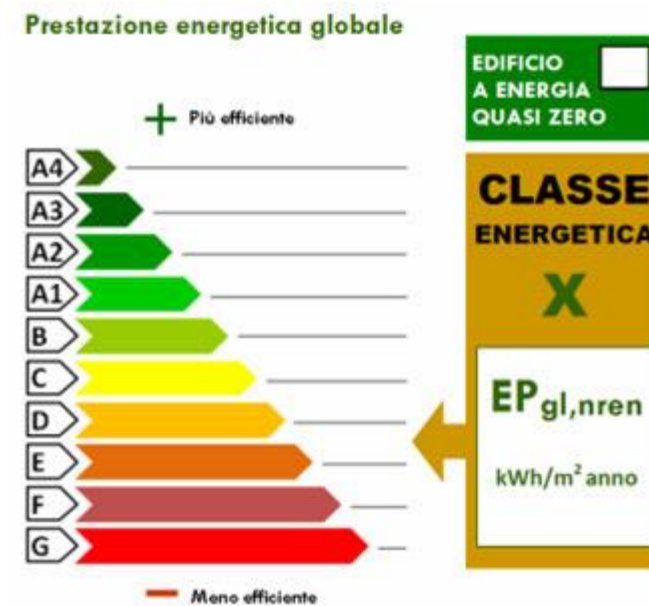 Prestazione energetica globale
+ Più efficiente
A4
A3
A2
A1
B
C
D
E
F
G
− Meno efficiente
EDIFICIO
A ENERGIA
QUASI ZERO
CLASSE
ENERGETICA
X
EPgl,nren
kWh/m² anno